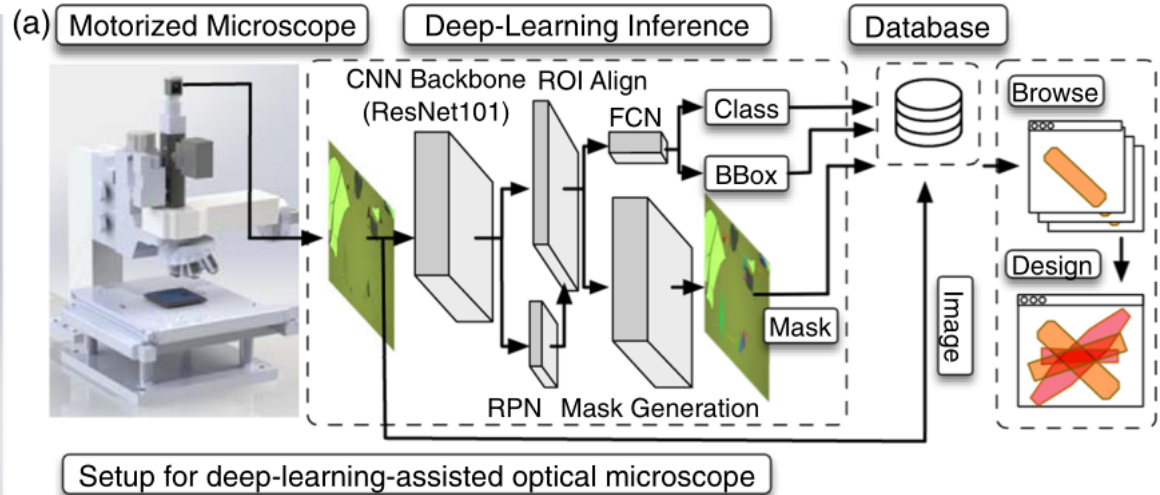 (a)
Motorized Microscope
Deep-Learning Inference
Database
CNN Backbone
(ResNet101)
ROI Align
FCN
Class
BBox
Mask
RPN
Mask Generation
Image
Browse
Design
Setup for deep-learning-assisted optical microscope